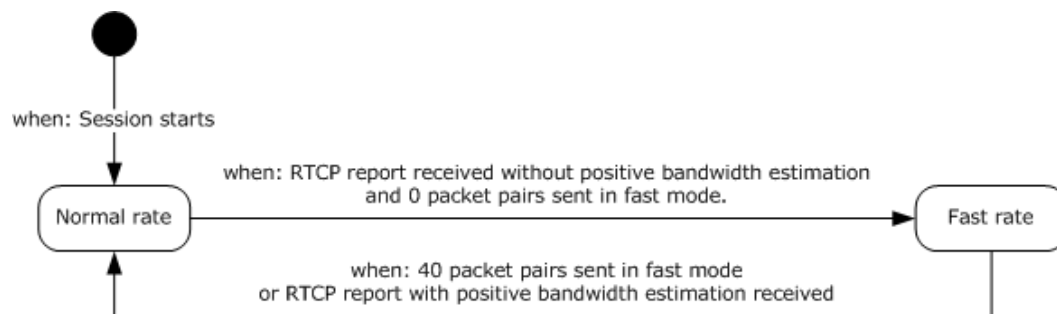 when: Session starts
when: RTCP report received without positive bandwidth estimation
and 0 packet pairs sent in fast mode.
Normal rate
Fast rate
when: 40 packet pairs sent in fast mode
or RTCP report with positive bandwidth estimation received